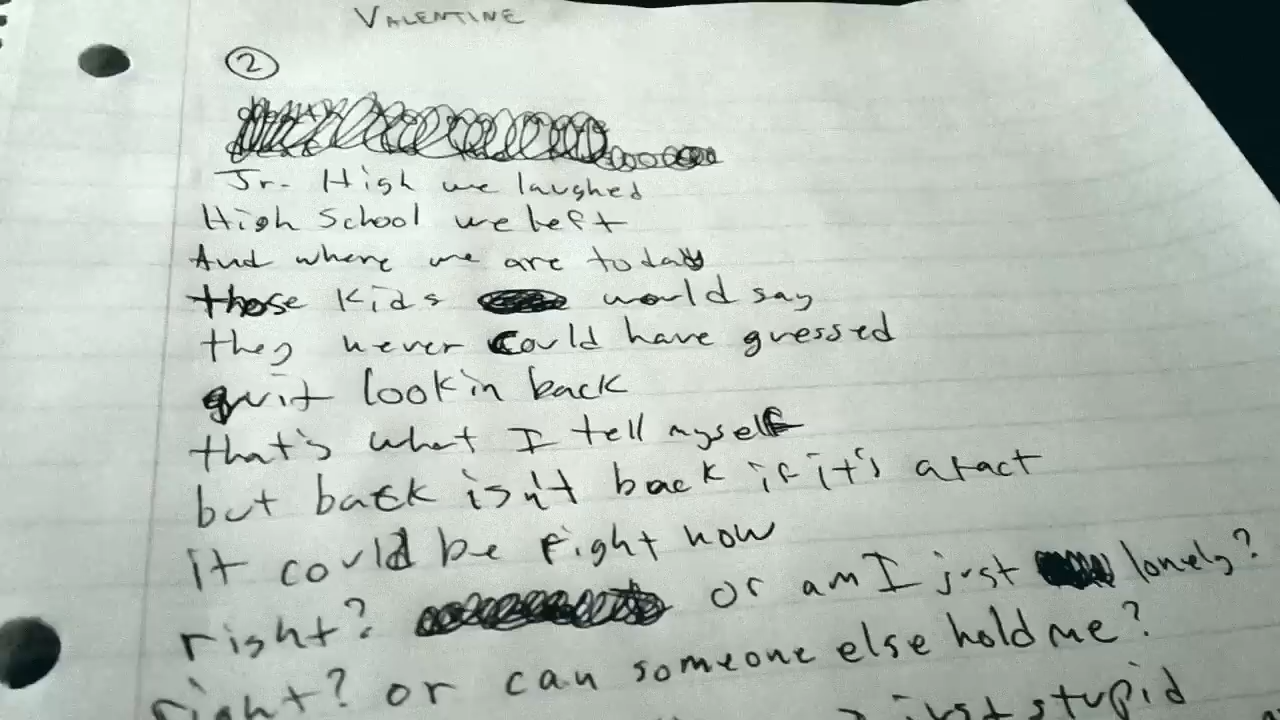 VALENTINE
2
Jr. High we laughed
High School we left
And where we are today
those kids would say
they never could have guessed
quit lookin back
that's what I tell myself
but back isn't back if it's a fact
it could be right now
right? or am I just lonely?
right? or can someone else hold me?
just stupid